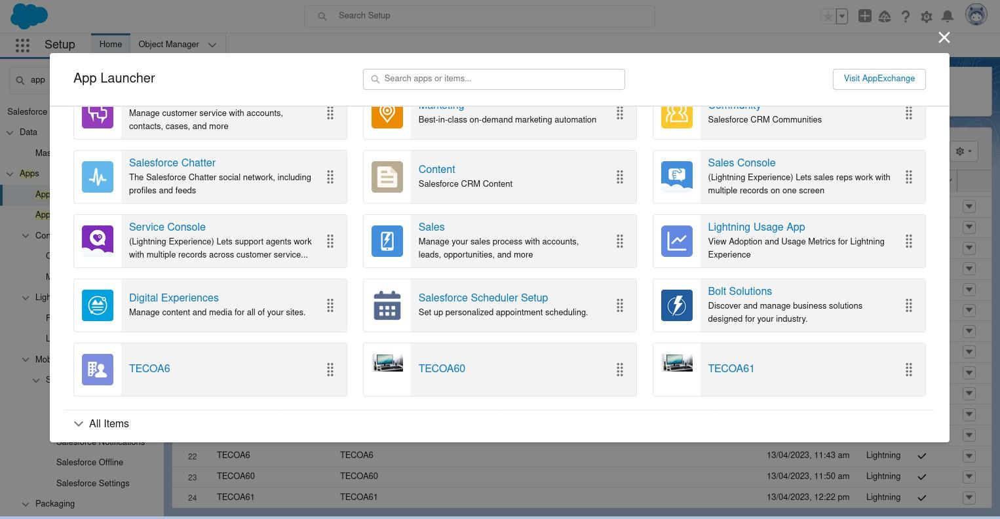 Search Setup
Setup
Home
Object Manager
app
App Launcher
Search apps or items...
Visit AppExchange
Salesforce
Data
Mas
Apps
App
App
Con
C
M
Ligh
F
L
Mob
S
Manage customer service with accounts,
contacts, cases, and more
Marketing
Best-in-class on-demand marketing automation
Community
Salesforce CRM Communities
Salesforce Chatter
The Salesforce Chatter social network, including
profiles and feeds
Content
Salesforce CRM Content
Sales Console
(Lightning Experience) Lets sales reps work with
multiple records on one screen
Service Console
(Lightning Experience) Lets support agents work
with multiple records across customer service...
Sales
Manage your sales process with accounts,
leads, opportunities, and more
Lightning Usage App
View Adoption and Usage Metrics for Lightning
Experience
Digital Experiences
Manage content and media for all of your sites.
Salesforce Scheduler Setup
Set up personalized appointment scheduling.
Bolt Solutions
Discover and manage business solutions
designed for your industry.
TECOA6
TECOA60
TECOA61
All Items
Salesforce Notifications
Salesforce Offline
Salesforce Settings
Packaging
22 TECOA6 TECOA6 13/04/2023, 11:43 am Lightning
23 TECOA60 TECOA60 13/04/2023, 11:50 am Lightning
24 TECOA61 TECOA61 13/04/2023, 12:22 pm Lightning